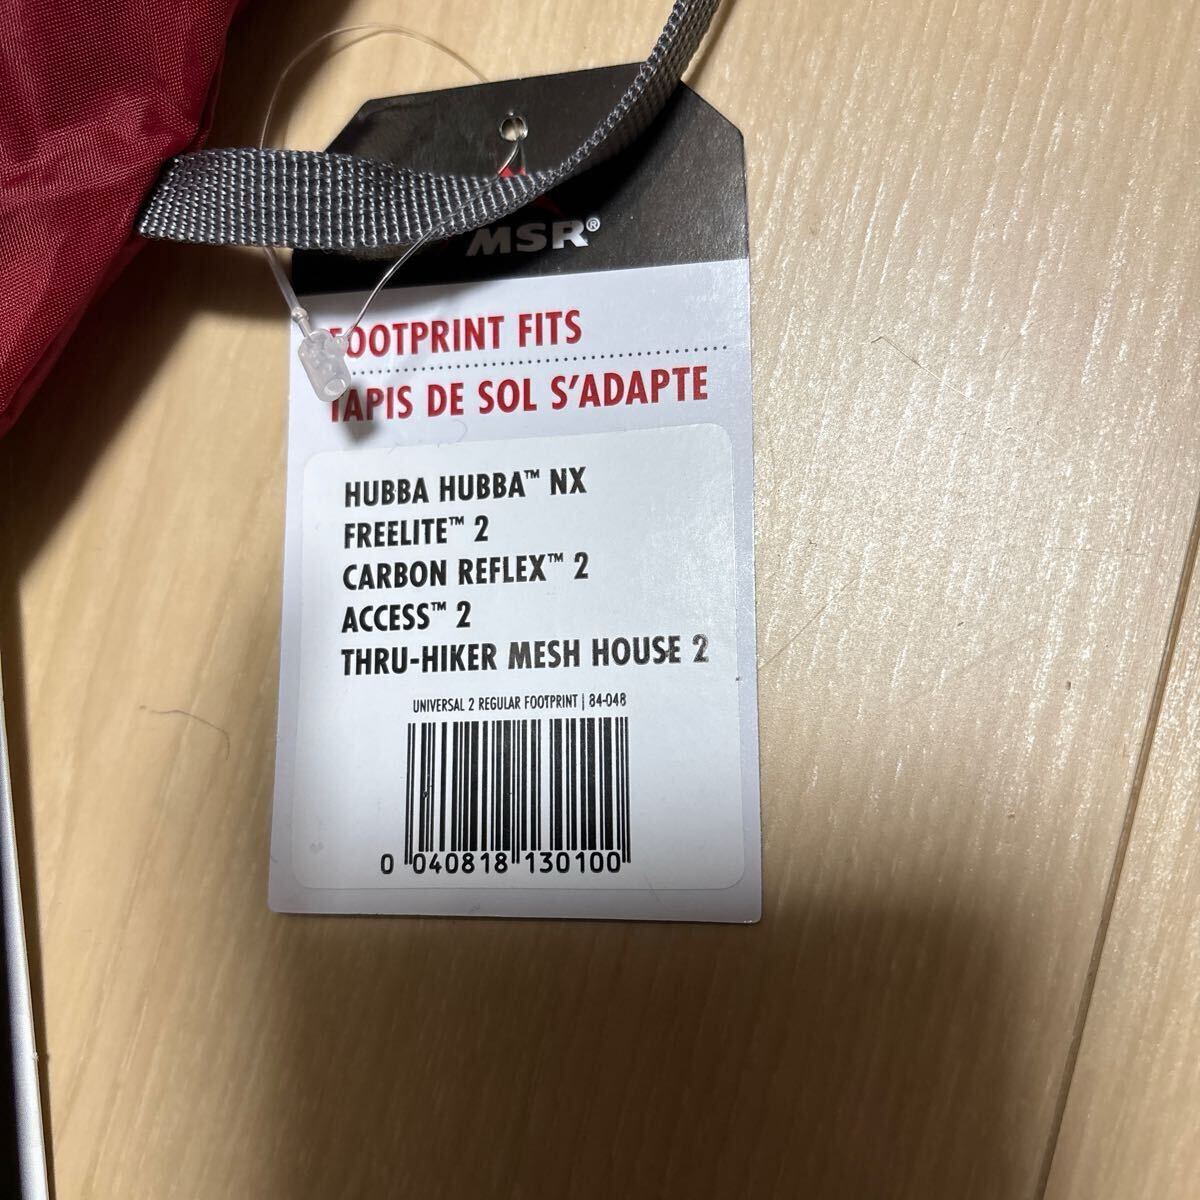 MSR®
FOOTPRINT FITS
TAPIS DE SOL S'ADAPTE
HUBBA HUBBA™ NX
FREELITE™ 2
CARBON REFLEX™ 2
ACCESS™ 2
THRU-HIKER MESH HOUSE 2
UNIVERSAL 2 REGULAR FOOTPRINT | 84-048
0 040818 130100